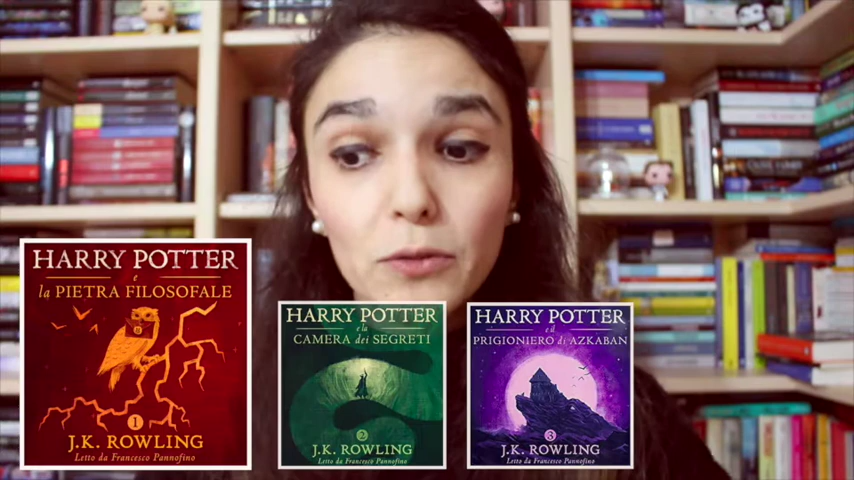 HARRY POTTER
e
la PIETRA FILOSOFALE
1
J.K. ROWLING
Letto da Francesco Pannofino
HARRY POTTER
e la
CAMERA dei SEGRETI
2
J.K. ROWLING
Letto da Francesco Pannofino
HARRY POTTER
e il
PRIGIONIERO di AZKABAN
3
J.K. ROWLING
Letto da Francesco Pannofino